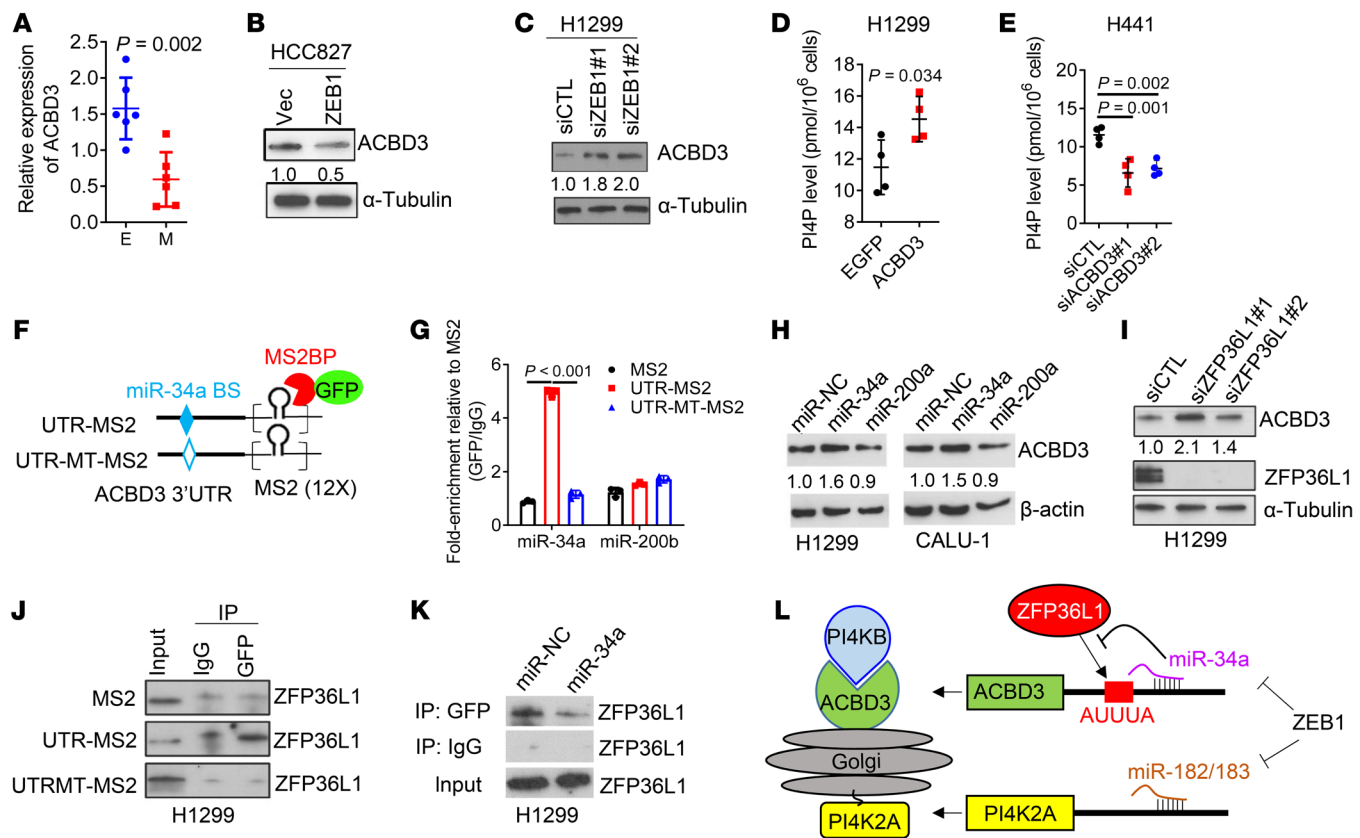 A
P = 0.002
Relative expression
of ACBD3
2.5
2.0
1.5
1.0
0.5
0.0
E M
B
HCC827
Vec ZEB1
ACBD3
1.0 0.5
α-Tubulin
C
H1299
siCTL siZEB1#1 siZEB1#2
ACBD3
1.0 1.8 2.0
α-Tubulin
D
H1299
PI4P level (pmol/10⁶ cells)
P = 0.034
18
16
14
12
10
8
EGFP ACBD3
E
H441
PI4P level (pmol/10⁶ cells)
P = 0.002
P = 0.001
20
15
10
5
0
siCTL siACBD3#1 siACBD3#2
F
MS2BP
GFP
miR-34a BS
UTR-MS2
UTR-MT-MS2
ACBD3 3’UTR
MS2 (12X)
G
Fold-enrichment relative to MS2
(GFP/IgG)
P < 0.001
6
4
2
0
miR-34a miR-200b
MS2
UTR-MS2
UTR-MT-MS2
H
miR-NC miR-34a miR-200a miR-NC miR-34a miR-200a
ACBD3
1.0 1.6 0.9 1.0 1.5 0.9
β-actin
H1299 CALU-1
I
siCTL siZFP36L1#1 siZFP36L1#2
ACBD3
1.0 2.1 1.4
ZFP36L1
α-Tubulin
H1299
J
IP
Input IgG GFP
MS2 ZFP36L1
UTR-MS2 ZFP36L1
UTRMT-MS2 ZFP36L1
H1299
K
miR-NC miR-34a
IP: GFP ZFP36L1
IP: IgG ZFP36L1
Input ZFP36L1
H1299
L
ZFP36L1
PI4KB
miR-34a
ACBD3
ACBD3
AUUUA
ZEB1
Golgi
miR-182/183
PI4K2A
PI4K2A